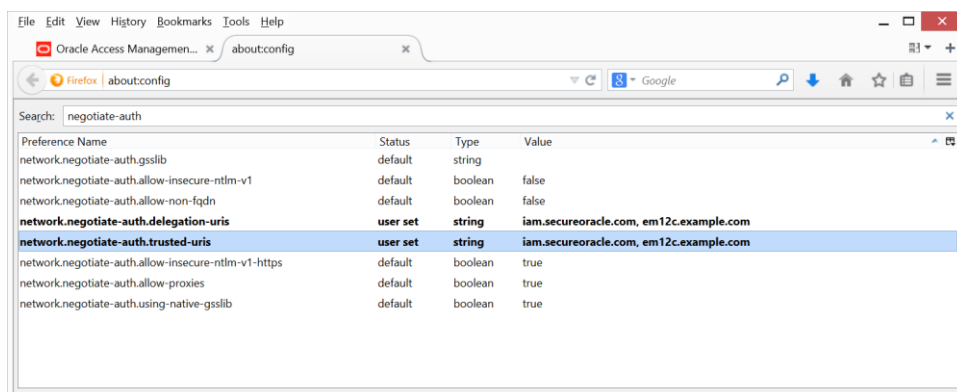 File Edit View History Bookmarks Tools Help
Oracle Access Managemen... × about:config ×
Firefox about:config Google
Search: negotiate-auth
Preference Name Status Type Value
network.negotiate-auth.gsslib default string
network.negotiate-auth.allow-insecure-ntlm-v1 default boolean false
network.negotiate-auth.allow-non-fqdn default boolean false
network.negotiate-auth.delegation-uris user set string iam.secureoracle.com, em12c.example.com
network.negotiate-auth.trusted-uris user set string iam.secureoracle.com, em12c.example.com
network.negotiate-auth.allow-insecure-ntlm-v1-https default boolean true
network.negotiate-auth.allow-proxies default boolean true
network.negotiate-auth.using-native-gsslib default boolean true